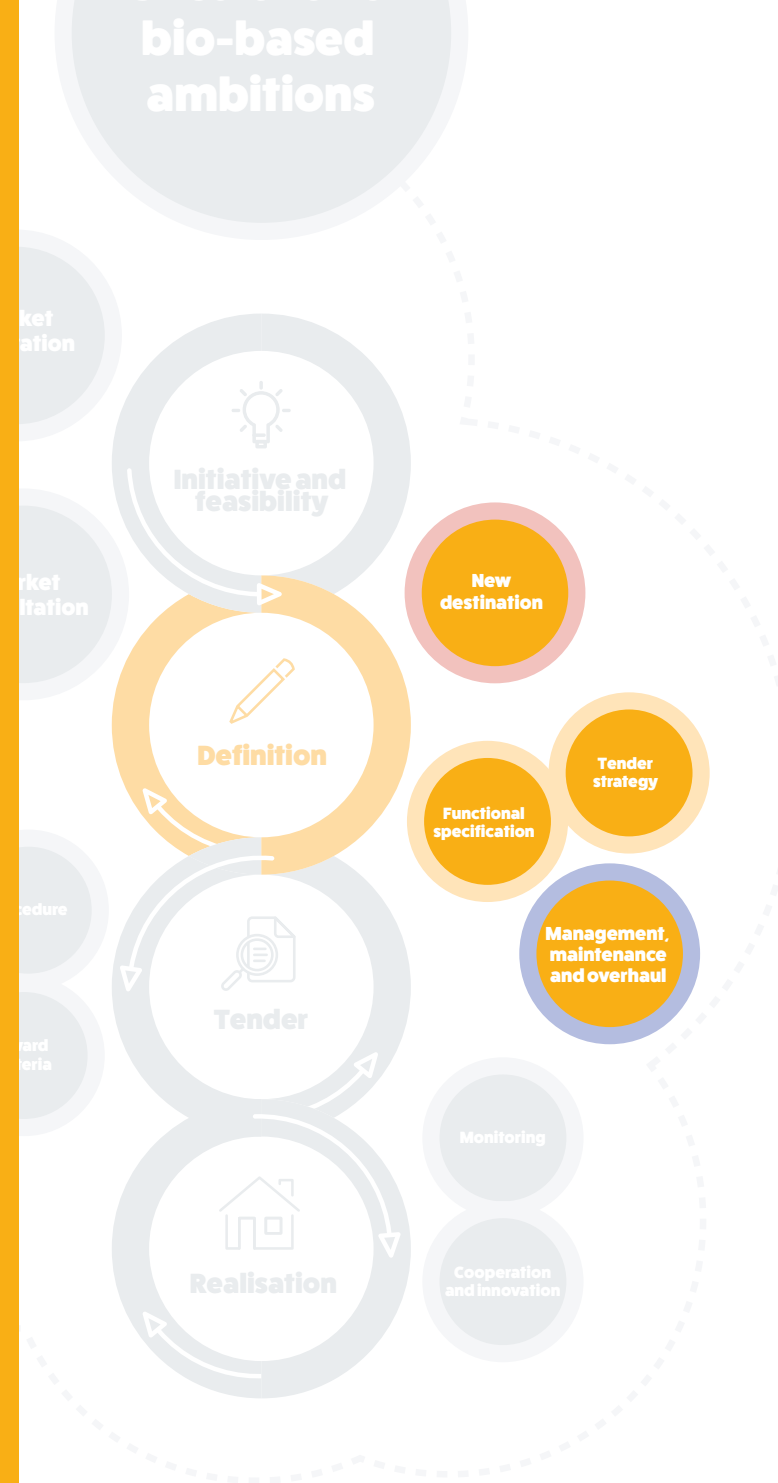 bio-based
ambitions
Initiative and
feasibility
New
destination
Definition
Tender
strategy
Functional
specification
Management,
maintenance
and overhaul
Tender
Monitoring
Realisation
Cooperation
and innovation